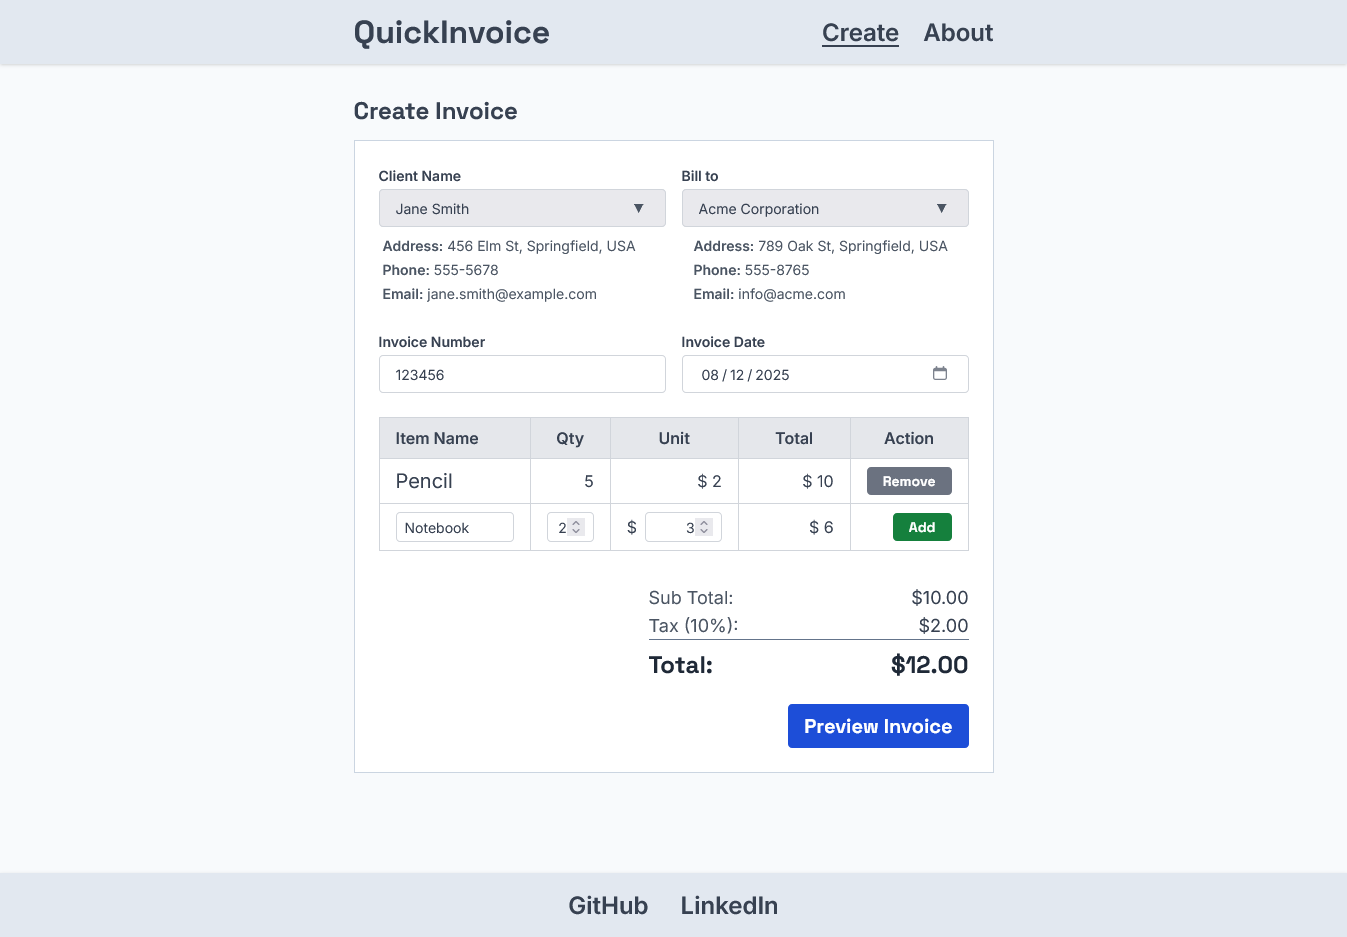 QuickInvoice Create About
Create Invoice
Client Name Bill to
Jane Smith ▼ Acme Corporation ▼
Address: 456 Elm St, Springfield, USA Address: 789 Oak St, Springfield, USA
Phone: 555-5678 Phone: 555-8765
Email: jane.smith@example.com Email: info@acme.com
Invoice Number Invoice Date
123456 08 / 12 / 2025
Item Name Qty Unit Total Action
Pencil 5 $ 2 $ 10 Remove
Notebook 2 $ 3 $ 6 Add
Sub Total: $10.00
Tax (10%): $2.00
Total: $12.00
Preview Invoice
GitHub LinkedIn